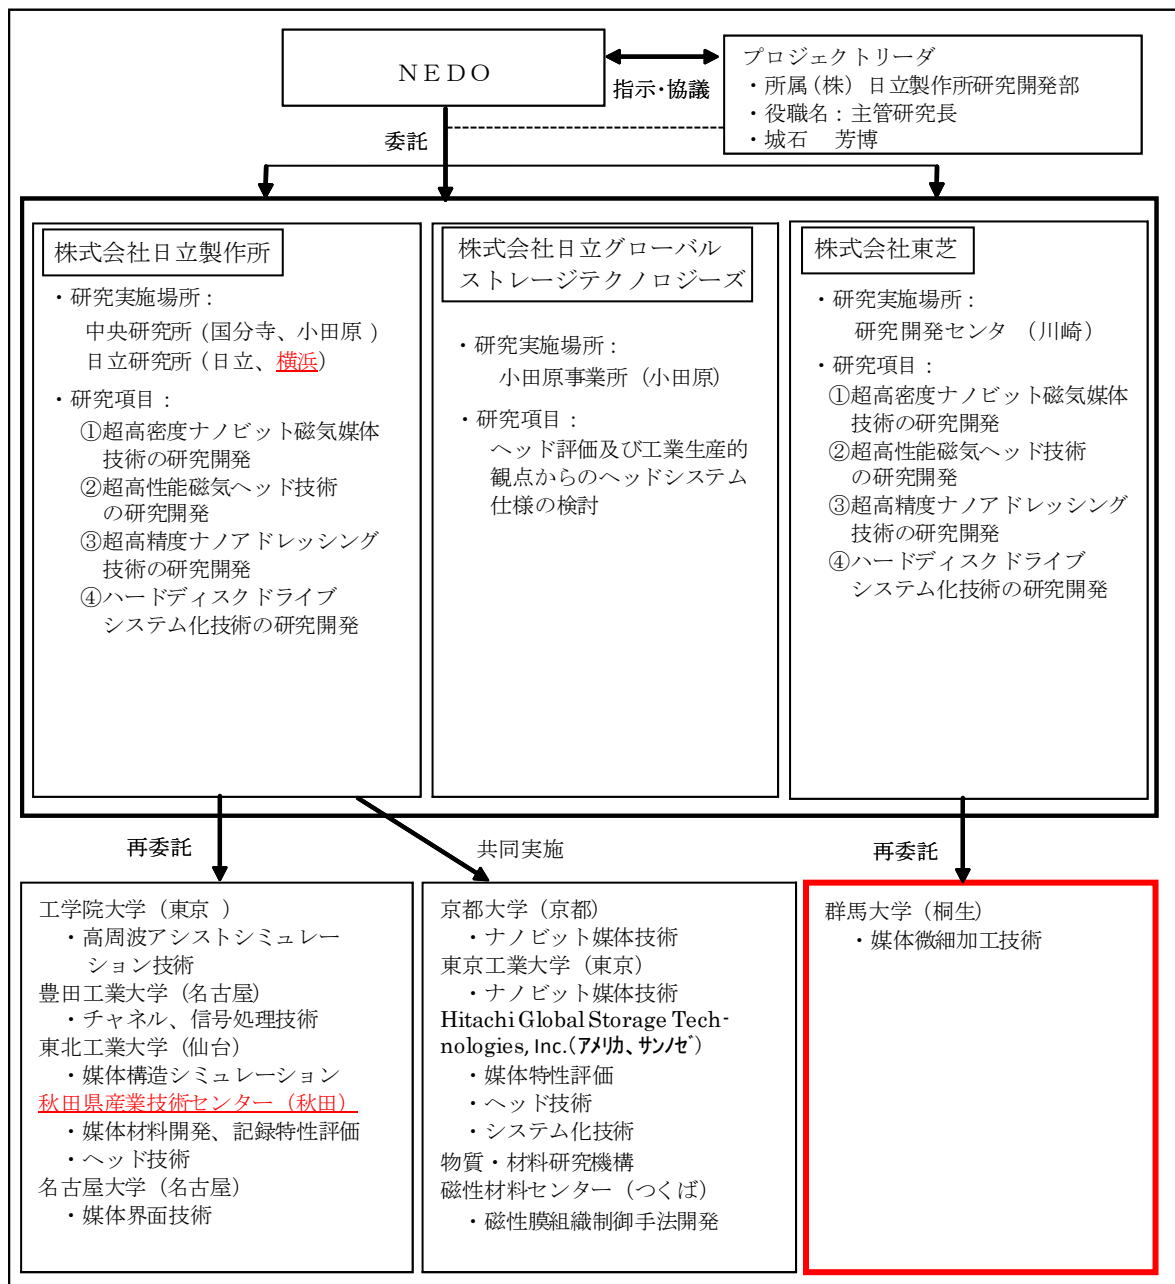 NEDO
指示・協議
プロジェクトリーダ
・所属(株)日立製作所研究開発部
・役職名：主管研究長
・城石　芳博
委託
株式会社日立製作所
・研究実施場所：
中央研究所(国分寺、小田原 )
日立研究所(日立、横浜)
・研究項目：
①超高密度ナノビット磁気媒体
技術の研究開発
②超高性能磁気ヘッド技術
の研究開発
③超高精度ナノアドレッシング
技術の研究開発
④ハードディスクドライブ
システム化技術の研究開発
株式会社日立グローバル
ストレージテクノロジーズ
・研究実施場所：
小田原事業所（小田原）
・研究項目：
ヘッド評価及び工業生産的
観点からのヘッドシステム
仕様の検討
株式会社東芝
・研究実施場所：
研究開発センタ （川崎）
・研究項目：
①超高密度ナノビット磁気媒体
技術の研究開発
②超高性能磁気ヘッド技術
の研究開発
③超高精度ナノアドレッシング
技術の研究開発
④ハードディスクドライブ
システム化技術の研究開発
再委託
共同実施
再委託
工学院大学（東京 ）
・高周波アシストシミュレー
ション技術
豊田工業大学（名古屋）
・チャネル、信号処理技術
東北工業大学（仙台）
・媒体構造シミュレーション
秋田県産業技術センター（秋田）
・媒体材料開発、記録特性評価
・ヘッド技術
名古屋大学（名古屋）
・媒体界面技術
京都大学（京都）
・ナノビット媒体技術
東京工業大学（東京）
・ナノビット媒体技術
Hitachi Global Storage Tech-
nologies, Inc.(ｱﾒﾘｶ、ｻﾝﾉｾﾞ)
・媒体特性評価
・ヘッド技術
・システム化技術
物質・材料研究機構
磁性材料センター（つくば）
・磁性膜組織制御手法開発
群馬大学（桐生）
・媒体微細加工技術